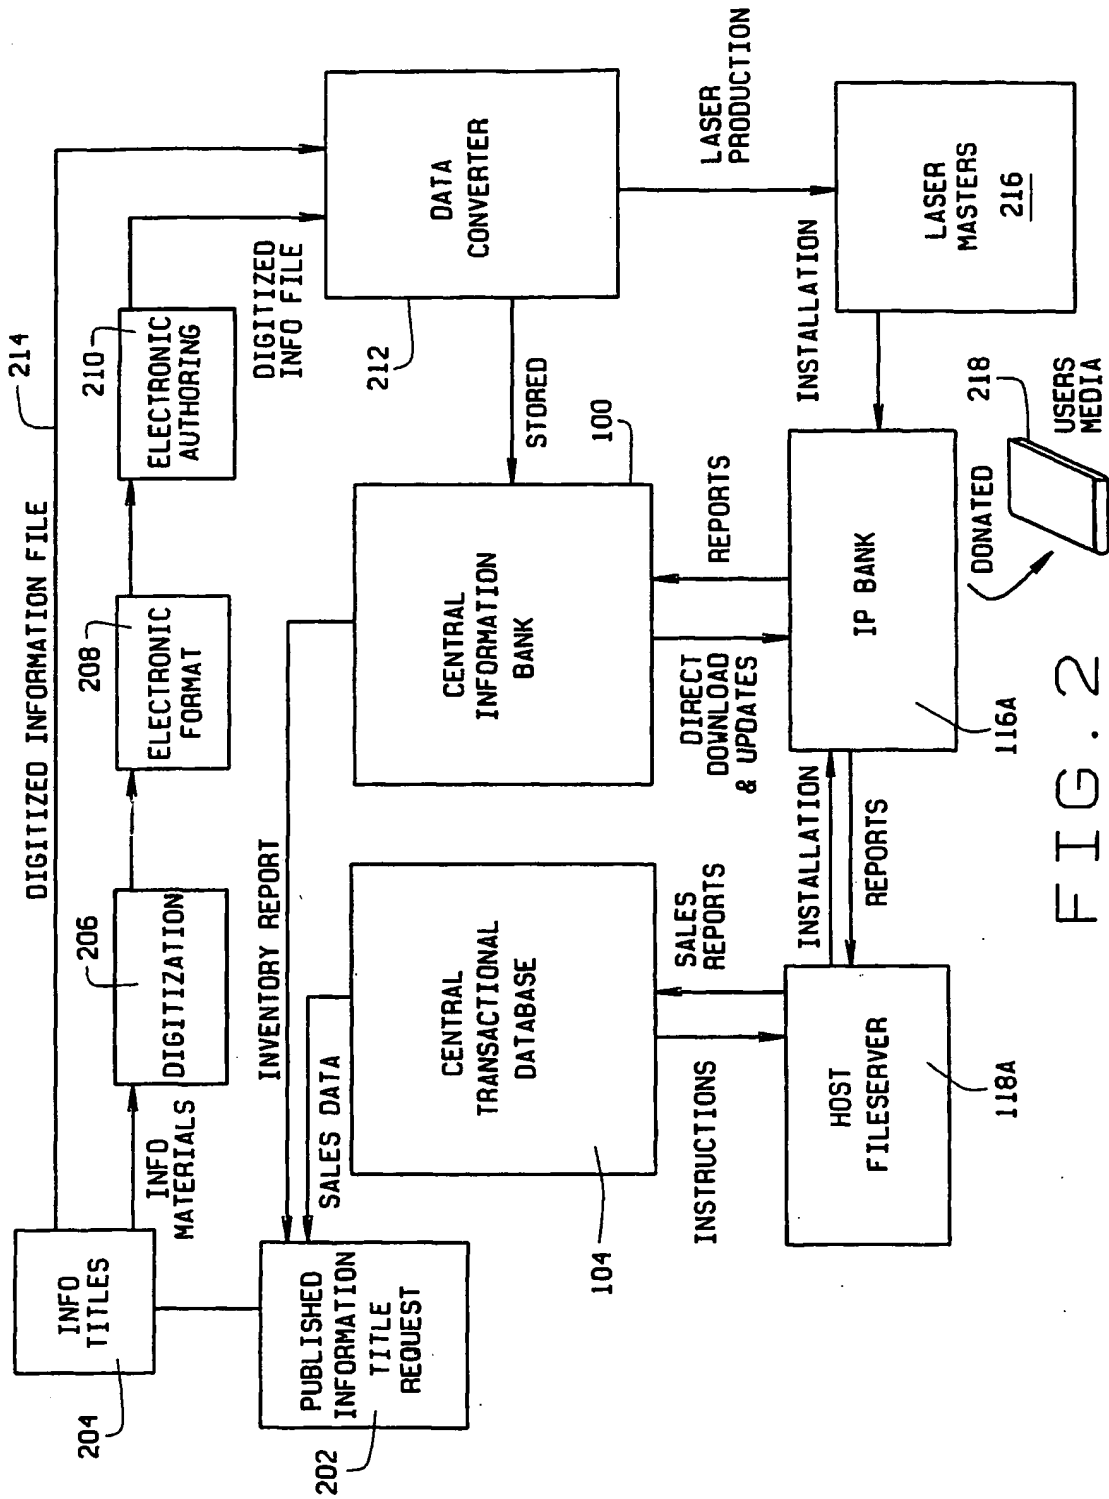 DIGITIZED INFORMATION FILE
214
INFO
TITLES
204
INFO
MATERIALS
206
DIGITIZATION
208
ELECTRONIC
FORMAT
210
ELECTRONIC
AUTHORING
DIGITIZED
INFO FILE
PUBLISHED
INFORMATION
TITLE
REQUEST
202
INVENTORY REPORT
SALES DATA
CENTRAL
TRANSACTIONAL
DATABASE
104
CENTRAL
INFORMATION
BANK
100
STORED
DATA
CONVERTER
212
INSTRUCTIONS
SALES
REPORTS
DIRECT
DOWNLOAD
& UPDATES
REPORTS
LASER
PRODUCTION
HOST
FILESERVER
118A
INSTALLATION
REPORTS
IP BANK
116A
INSTALLATION
LASER
MASTERS
216
DONATED
218
USERS
MEDIA
FIG.2